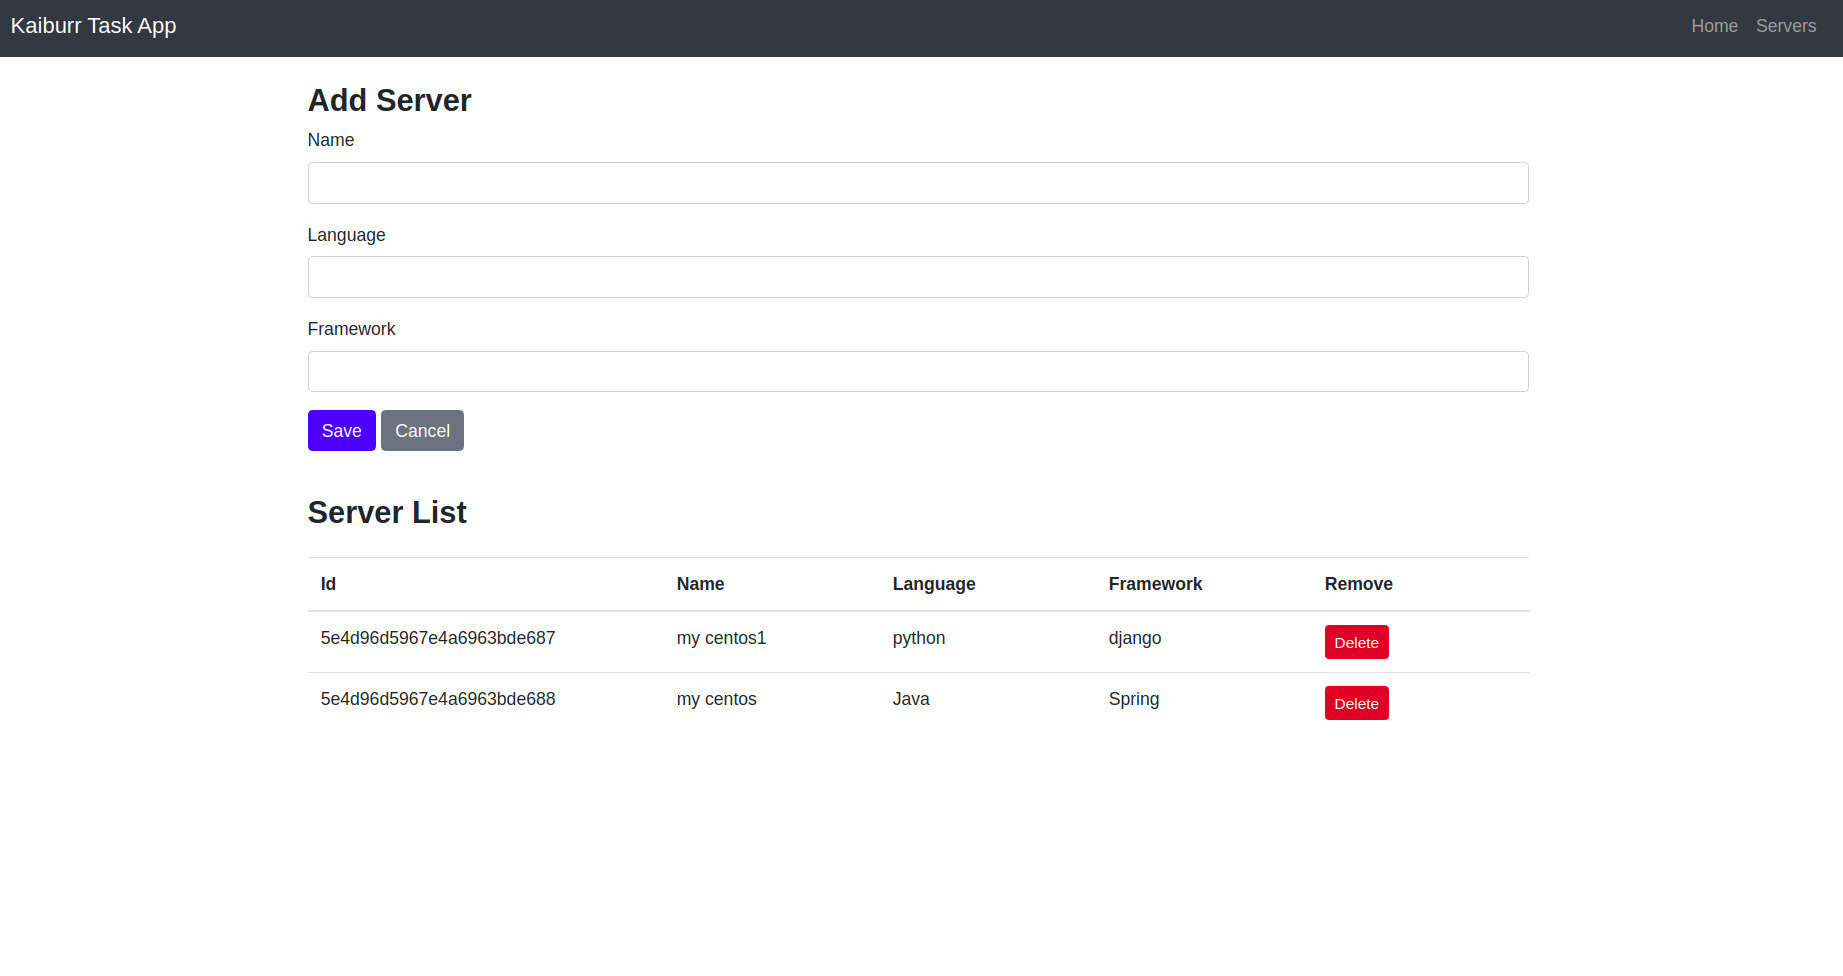 Kaiburr Task App Home Servers
Add Server
Name
Language
Framework
Save Cancel
Server List
Id Name Language Framework Remove
5e4d96d5967e4a6963bde687 my centos1 python django Delete
5e4d96d5967e4a6963bde688 my centos Java Spring Delete